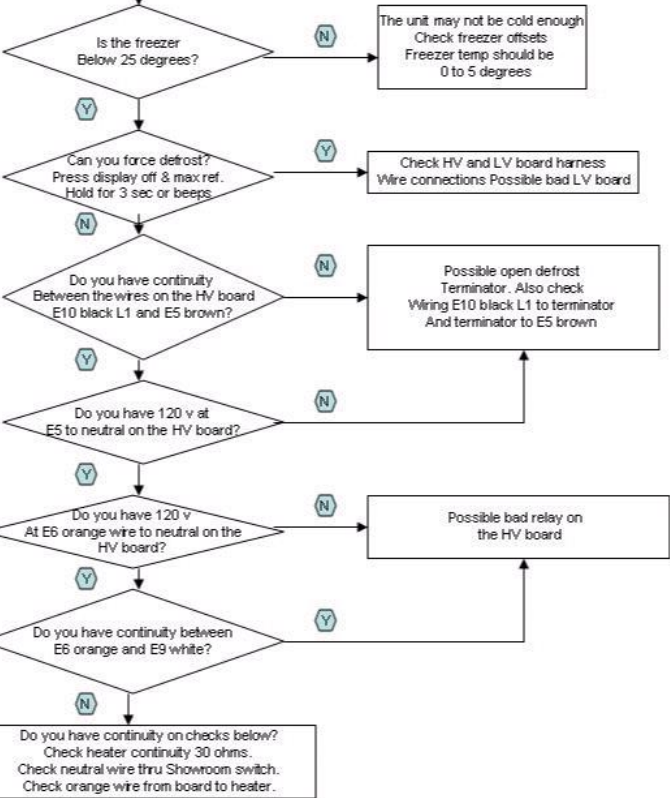 Is the freezer
Below 25 degrees?
N
The unit may not be cold enough
Check freezer offsets
Freezer temp should be
0 to 5 degrees
Y
Can you force defrost?
Press display off & max ref.
Hold for 3 sec or beeps
Y
Check HV and LV board harness
Wire connections Possible bad LV board
N
Do you have continuity
Between the wires on the HV board
E10 black L1 and E5 brown?
N
Possible open defrost
Terminator. Also check
Wiring E10 black L1 to terminator
And terminator to E5 brown
Y
Do you have 120 v at
E5 to neutral on the HV board?
N
Y
Do you have 120 v
At E6 orange wire to neutral on the
HV board?
N
Possible bad relay on
the HV board
Y
Do you have continuity between
E6 orange and E9 white?
Y
N
Do you have continuity on checks below?
Check heater continuity 30 ohms.
Check neutral wire thru Showroom switch.
Check orange wire from board to heater.